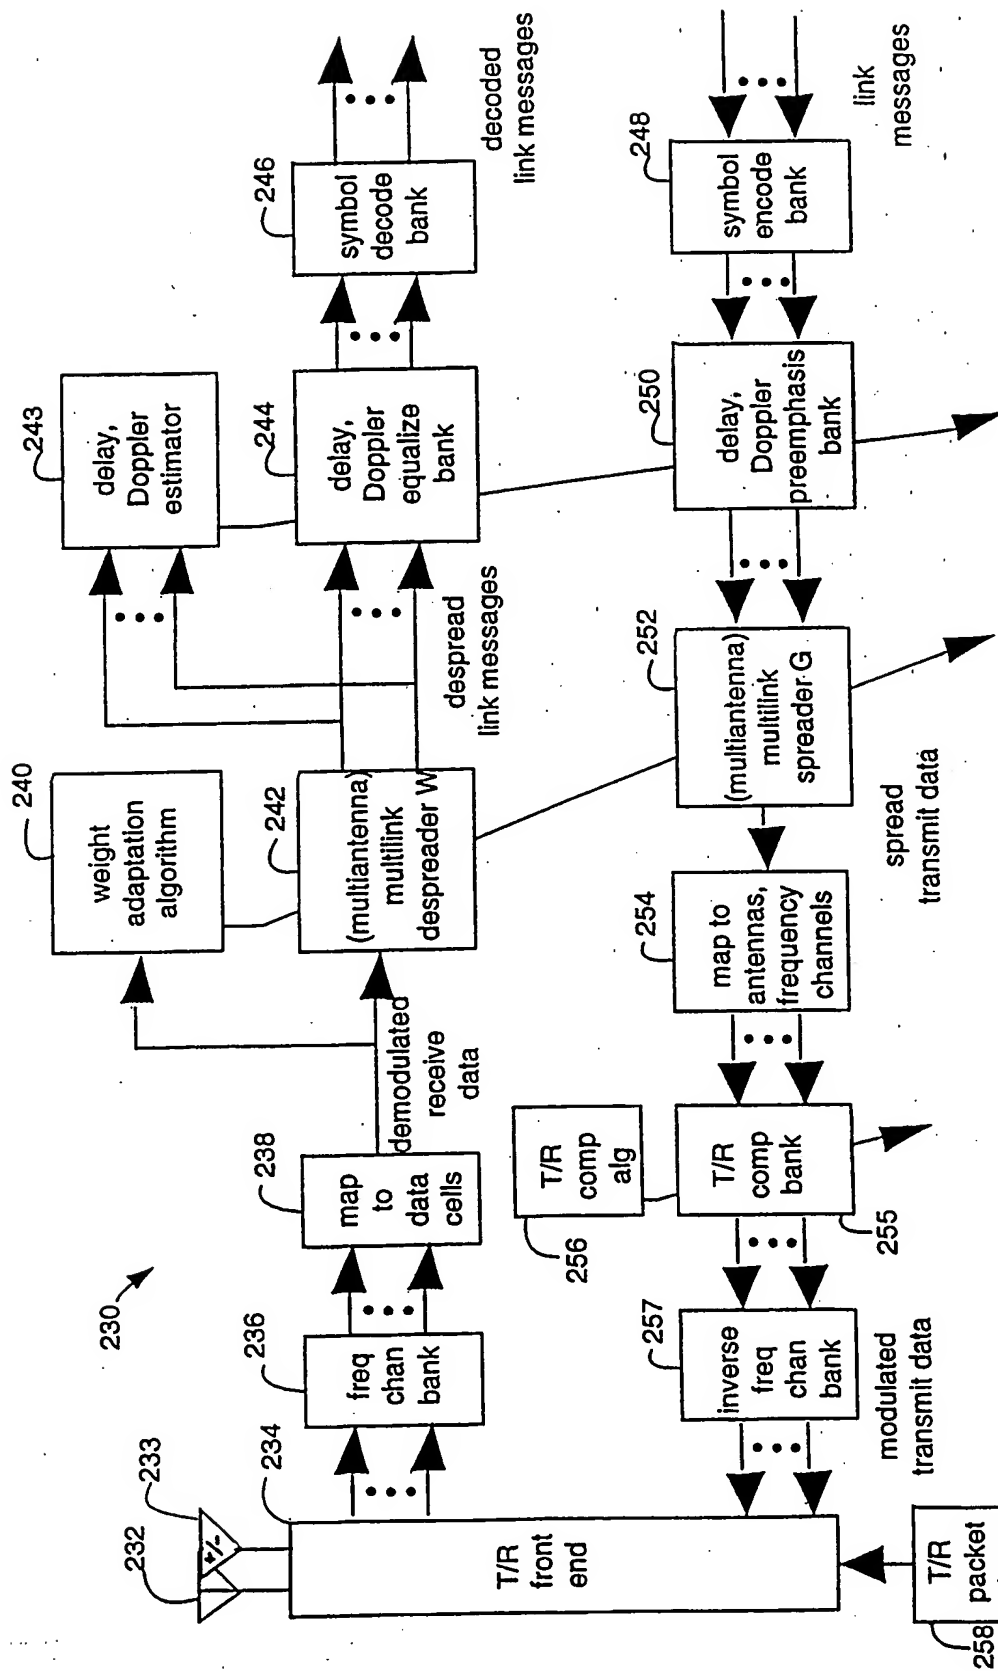 230
232
233
+/-
234
T/R
front
end
236
freq
chan
bank
238
map
to
data
cells
demodulated
receive
data
240
weight
adaptation
algorithm
242
(multiantenna)
multilink
despreader W
despread
link messages
243
delay,
Doppler
estimator
244
delay,
Doppler
equalize
bank
246
symbol
decode
bank
decoded
link messages
link
messages
248
symbol
encode
bank
250
delay,
Doppler
preemphasis
bank
252
(multiantenna)
multilink
spreader G
spread
transmit data
254
map to
antennas,
frequency
channels
T/R
comp
alg
256
T/R
comp
bank
255
257
inverse
freq
chan
bank
modulated
transmit data
T/R
packet
258